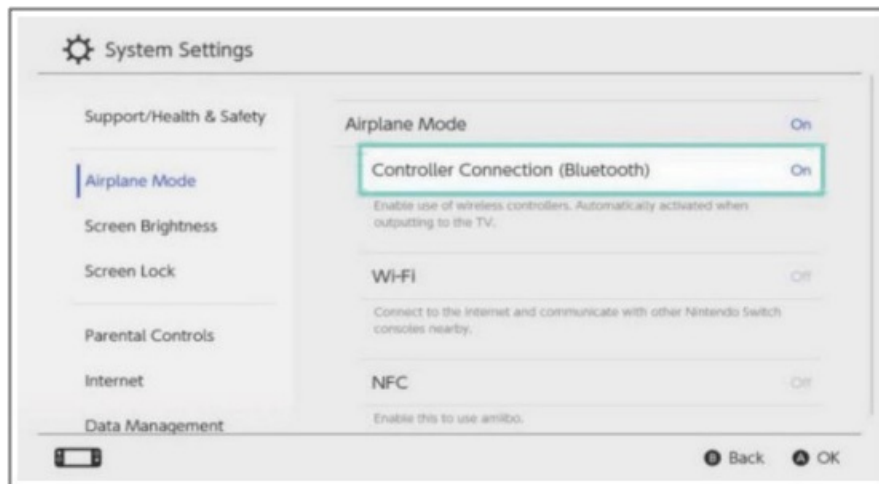 System Settings
Support/Health & Safety
Airplane Mode
Screen Brightness
Screen Lock
Parental Controls
Internet
Data Management
Airplane Mode On
Controller Connection (Bluetooth) On
Enable use of wireless controllers. Automatically activated when
outputting to the TV.
Wi-Fi Off
Connect to the Internet and communicate with other Nintendo Switch
consoles nearby.
NFC Off
Enable this to use amiibo.
B Back A OK